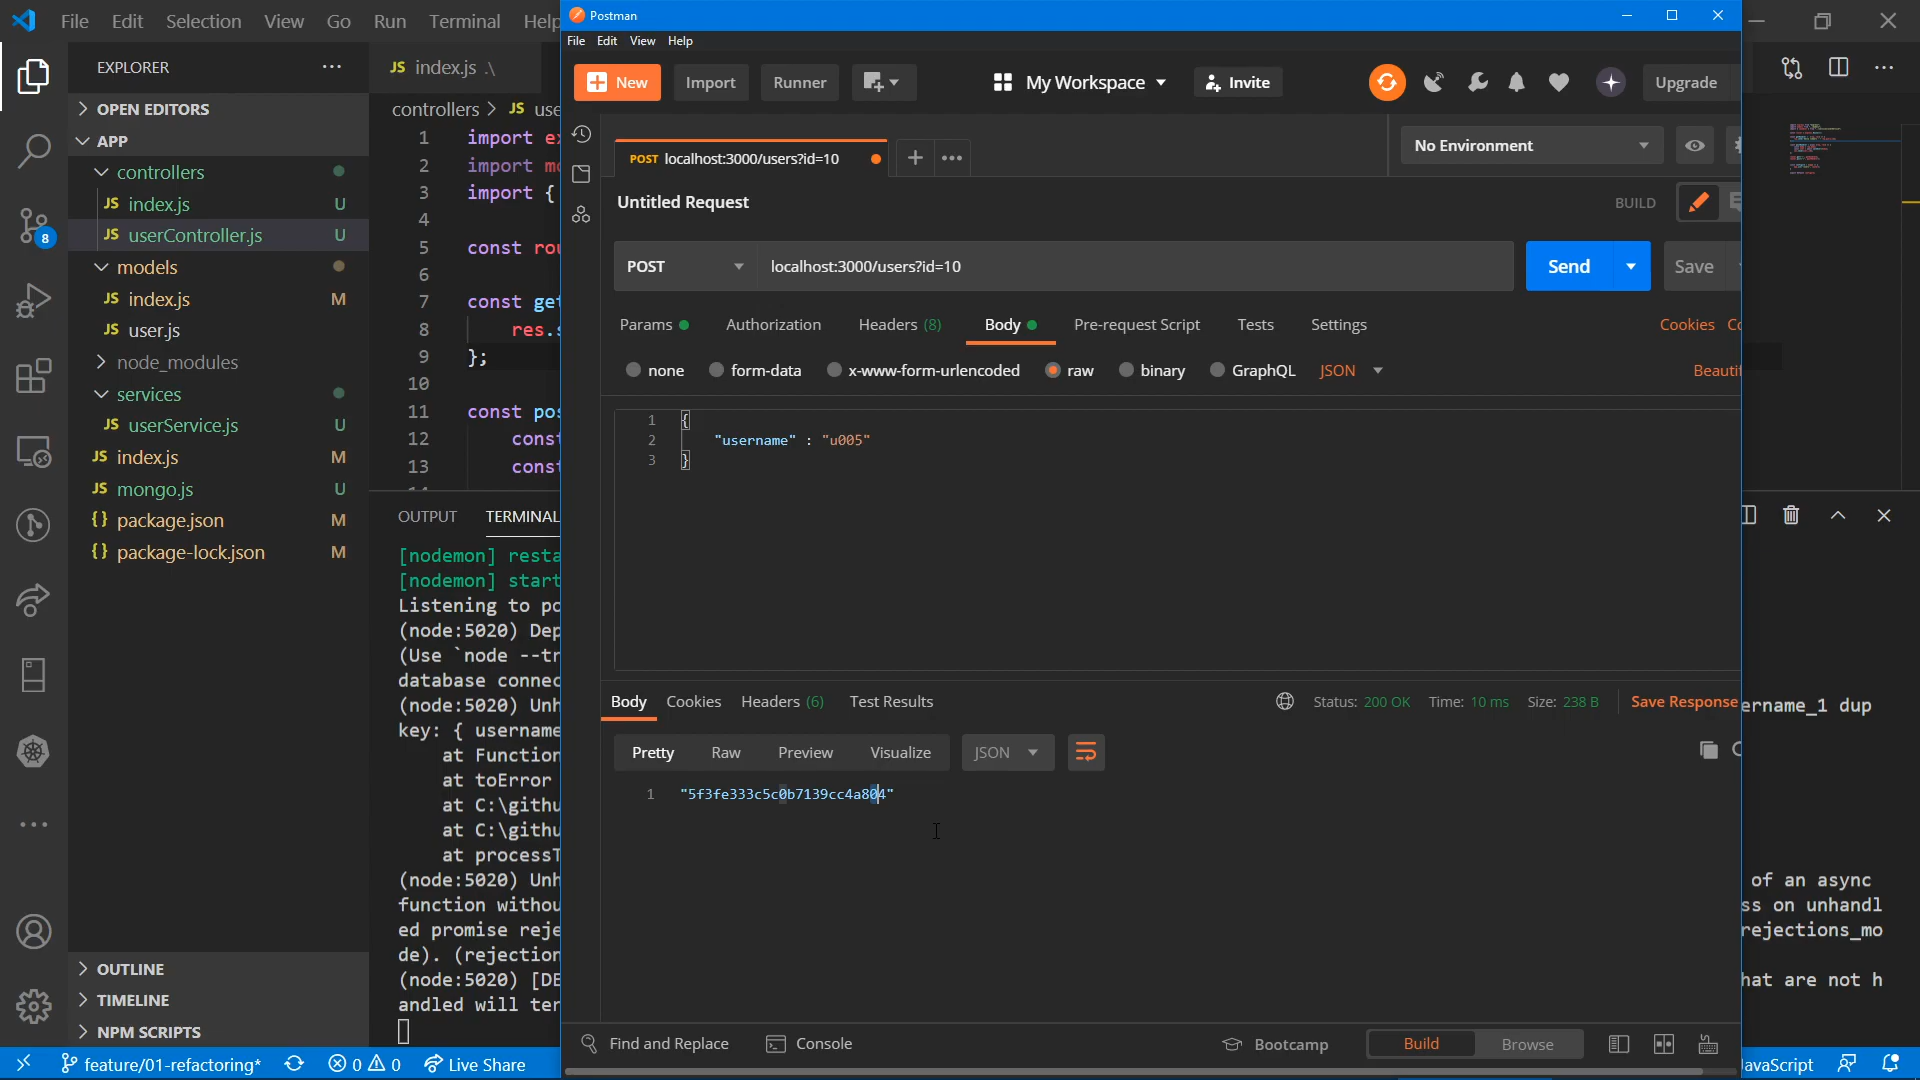 File Edit Selection View Go Run Terminal Help
Postman
File Edit View Help
New Import Runner My Workspace Invite Upgrade
EXPLORER
OPEN EDITORS
APP
controllers
JS index.js U
JS userController.js U
models
JS index.js M
JS user.js
node_modules
services
JS userService.js U
JS index.js M
JS mongo.js U
{} package.json M
{} package-lock.json M
OUTLINE
TIMELINE
NPM SCRIPTS
8
JS index.js .\
controllers > JS use
1 import e
2 import m
3 import {
4
5 const rou
6
7 const get
8 res.s
9 };
10
11 const pos
12 const
13 const
OUTPUT TERMINAL
[nodemon] resta
[nodemon] start
Listening to po
(node:5020) Dep
(Use `node --tr
database connec
(node:5020) Unh
key: { username
at Function
at toError
at C:\githu
at C:\githu
at processT
(node:5020) Unh
function withou
ed promise reje
de). (rejection
(node:5020) [DE
andled will ter
POST localhost:3000/users?id=10
No Environment
Untitled Request
BUILD
POST localhost:3000/users?id=10
Send Save
Params Authorization Headers (8) Body Pre-request Script Tests Settings Cookies Co
none form-data x-www-form-urlencoded raw binary GraphQL JSON Beautif
1 {
2 "username" : "u005"
3 }
Body Cookies Headers (6) Test Results Status: 200 OK Time: 10 ms Size: 238 B Save Response
Pretty Raw Preview Visualize JSON
1 "5f3fe333c5c0b7139cc4a804"
Find and Replace Console Bootcamp Build Browse
ername_1 dup
of an async
ss on unhandl
rejections_mo
hat are not h
feature/01-refactoring* 0 0 Live Share
JavaScript